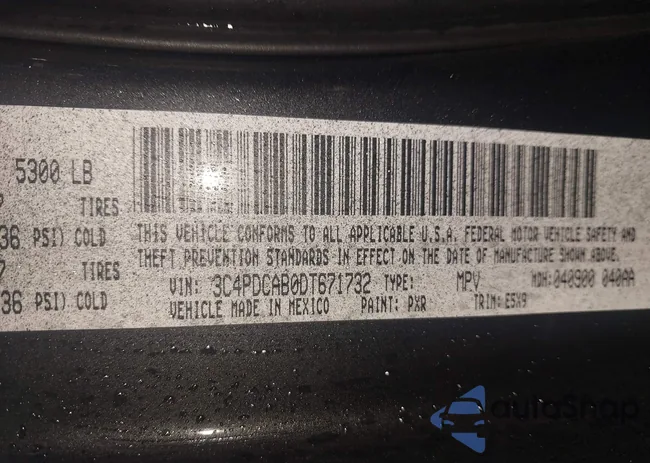 5300 LB
TIRES
36 PSI) COLD
TIRES
36 PSI) COLD
THIS VEHICLE CONFORMS TO ALL APPLICABLE U.S.A. FEDERAL MOTOR VEHICLE SAFETY AND
THEFT PREVENTION STANDARDS IN EFFECT ON THE DATE OF MANUFACTURE SHOWN ABOVE.
VIN: 3C4PDCAB0DT671732 TYPE: MPV MDH: 040900 040AA
VEHICLE MADE IN MEXICO PAINT: PXR TRIM: E5X9
autoShap